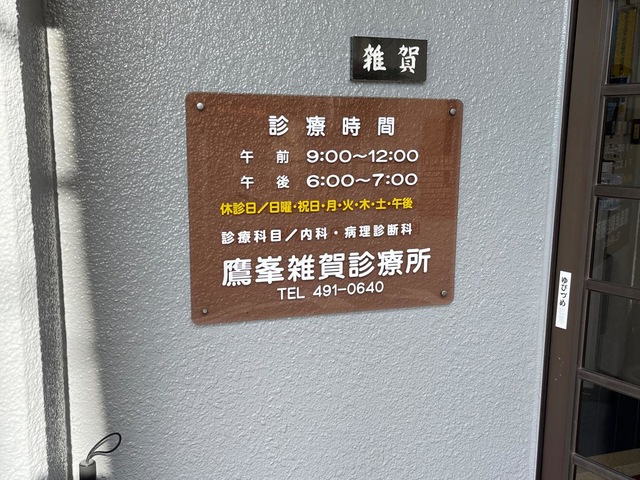 雑賀
診療時間
午前 9:00～12:00
午後 6:00～7:00
休診日／日曜・祝日・月・火・木・土・午後
診療科目／内科・病理診断科
鷹峯雑賀診療所
TEL 491-0640
ゆびづめ